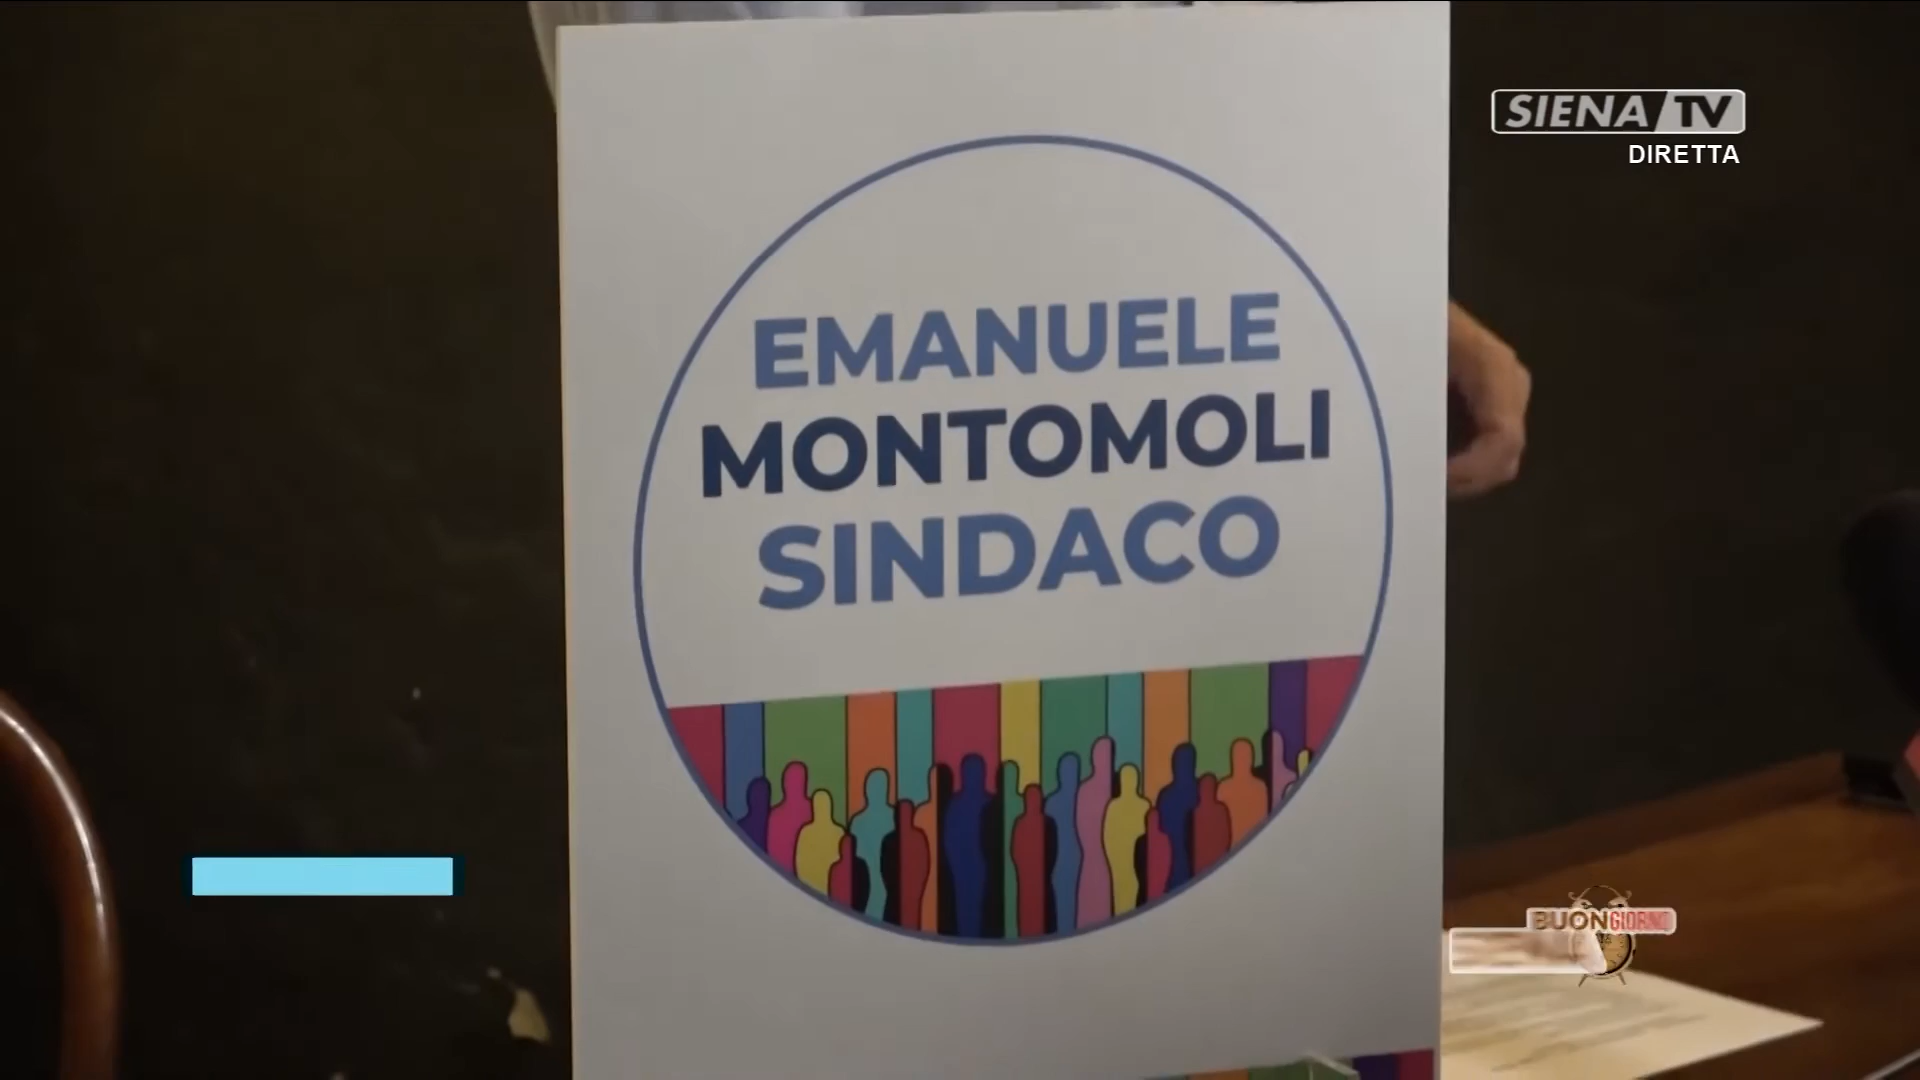 SIENA TV
DIRETTA
EMANUELE
MONTOMOLI
SINDACO
BUONGIORNO